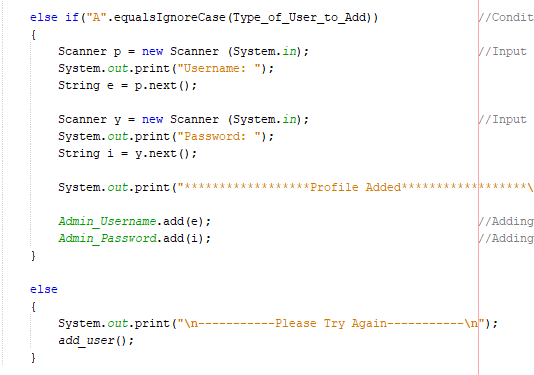 else if("A".equalsIgnoreCase(Type_of_User_to_Add)) //Condit
{
Scanner p = new Scanner (System.in); //Input
System.out.print("Username: ");
String e = p.next();
Scanner y = new Scanner (System.in); //Input
System.out.print("Password: ");
String i = y.next();
System.out.print("******************Profile Added******************\
Admin_Username.add(e); //Adding
Admin_Password.add(i); //Adding
}
else
{
System.out.print("\n-----------Please Try Again-----------\n");
add_user();
}